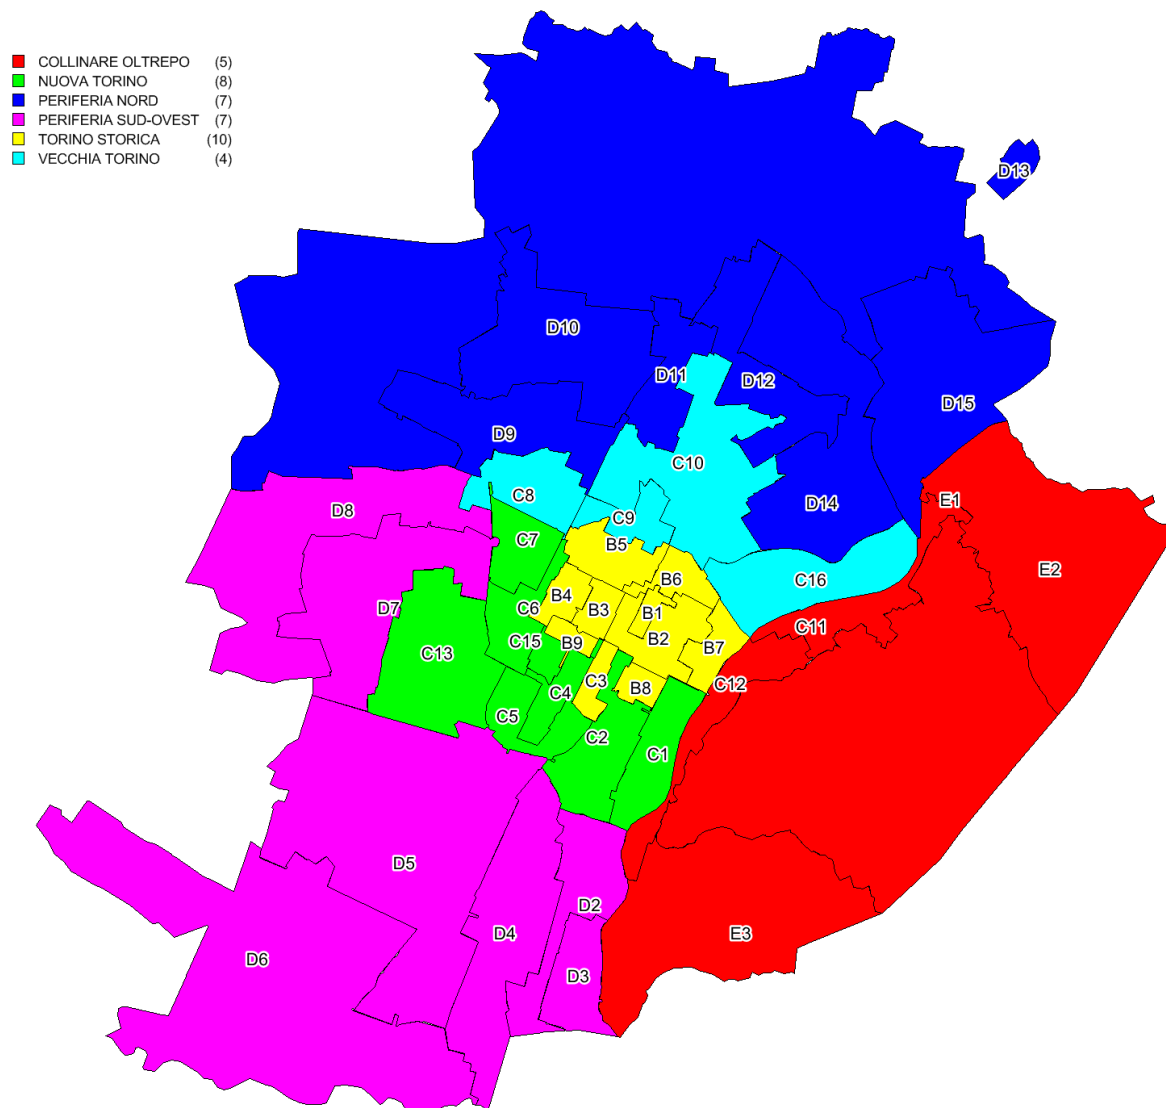 COLLINARE OLTREPO (5)
NUOVA TORINO (8)
PERIFERIA NORD (7)
PERIFERIA SUD-OVEST (7)
TORINO STORICA (10)
VECCHIA TORINO (4)
D13
D10
D11
D12
D15
D9
C10
C8
D8
D14
E1
C9
C7
B5
E2
B6
C16
D7
B4
C6
B3
B1
C11
C15
B9
B2
B7
C13
C3
C12
C4
B8
C5
C2
C1
D5
D2
D4
E3
D6
D3